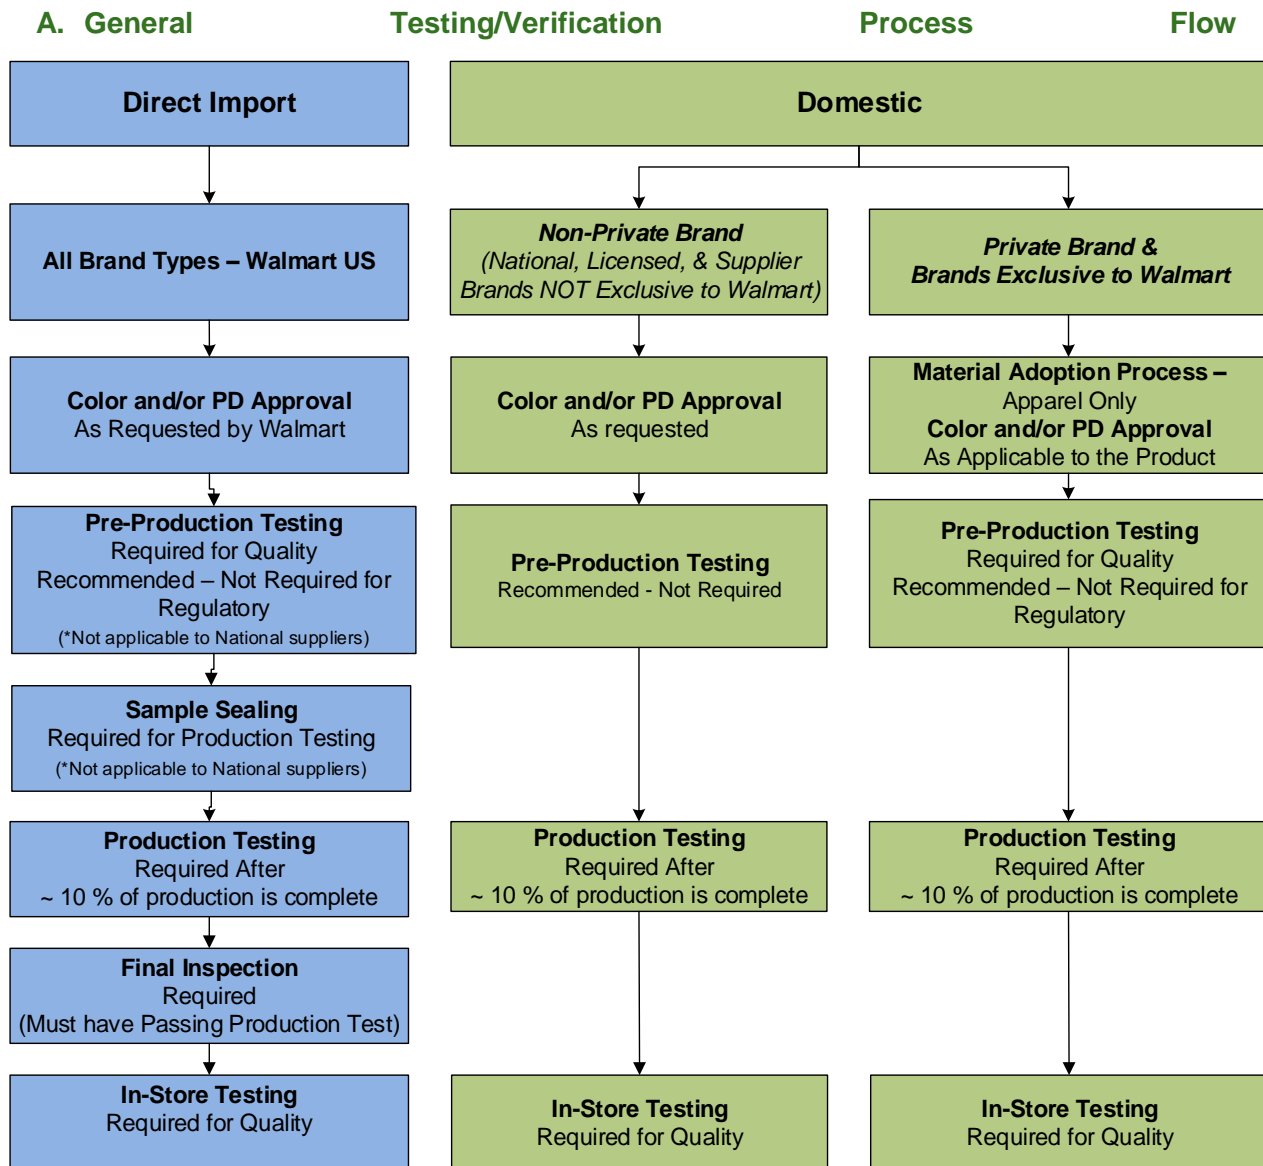 A. General Testing/Verification Process Flow
Direct Import
All Brand Types – Walmart US
Color and/or PD Approval
As Requested by Walmart
Pre-Production Testing
Required for Quality
Recommended – Not Required for
Regulatory
(*Not applicable to National suppliers)
Sample Sealing
Required for Production Testing
(*Not applicable to National suppliers)
Production Testing
Required After
~ 10 % of production is complete
Final Inspection
Required
(Must have Passing Production Test)
In-Store Testing
Required for Quality
Domestic
Non-Private Brand
(National, Licensed, & Supplier
Brands NOT Exclusive to Walmart)
Color and/or PD Approval
As requested
Pre-Production Testing
Recommended - Not Required
Production Testing
Required After
~ 10 % of production is complete
In-Store Testing
Required for Quality
Private Brand &
Brands Exclusive to Walmart
Material Adoption Process –
Apparel Only
Color and/or PD Approval
As Applicable to the Product
Pre-Production Testing
Required for Quality
Recommended – Not Required for
Regulatory
Production Testing
Required After
~ 10 % of production is complete
In-Store Testing
Required for Quality